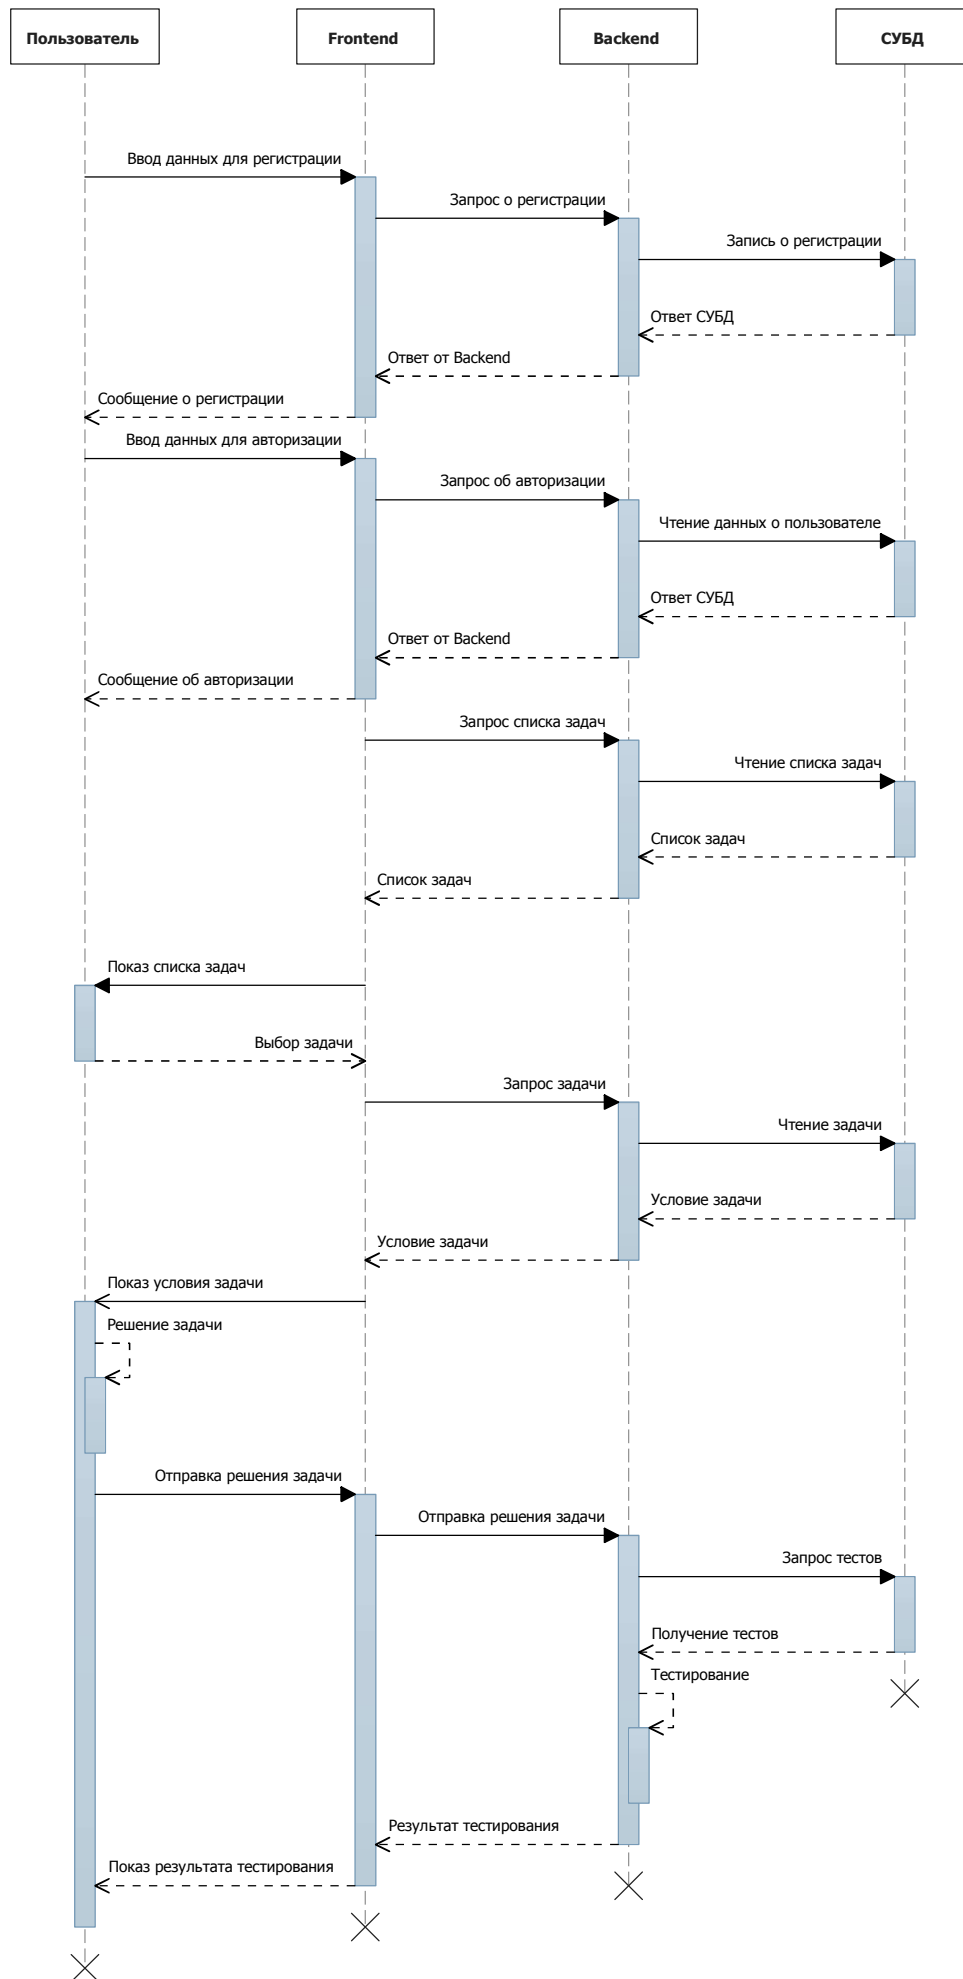 Пользователь
Frontend
Backend
СУБД
Ввод данных для регистрации
Запрос о регистрации
Запись о регистрации
Ответ СУБД
Ответ от Backend
Сообщение о регистрации
Ввод данных для авторизации
Запрос об авторизации
Чтение данных о пользователе
Ответ СУБД
Ответ от Backend
Сообщение об авторизации
Запрос списка задач
Чтение списка задач
Список задач
Список задач
Показ списка задач
Выбор задачи
Запрос задачи
Чтение задачи
Условие задачи
Условие задачи
Показ условия задачи
Решение задачи
Отправка решения задачи
Отправка решения задачи
Запрос тестов
Получение тестов
Тестирование
Результат тестирования
Показ результата тестирования